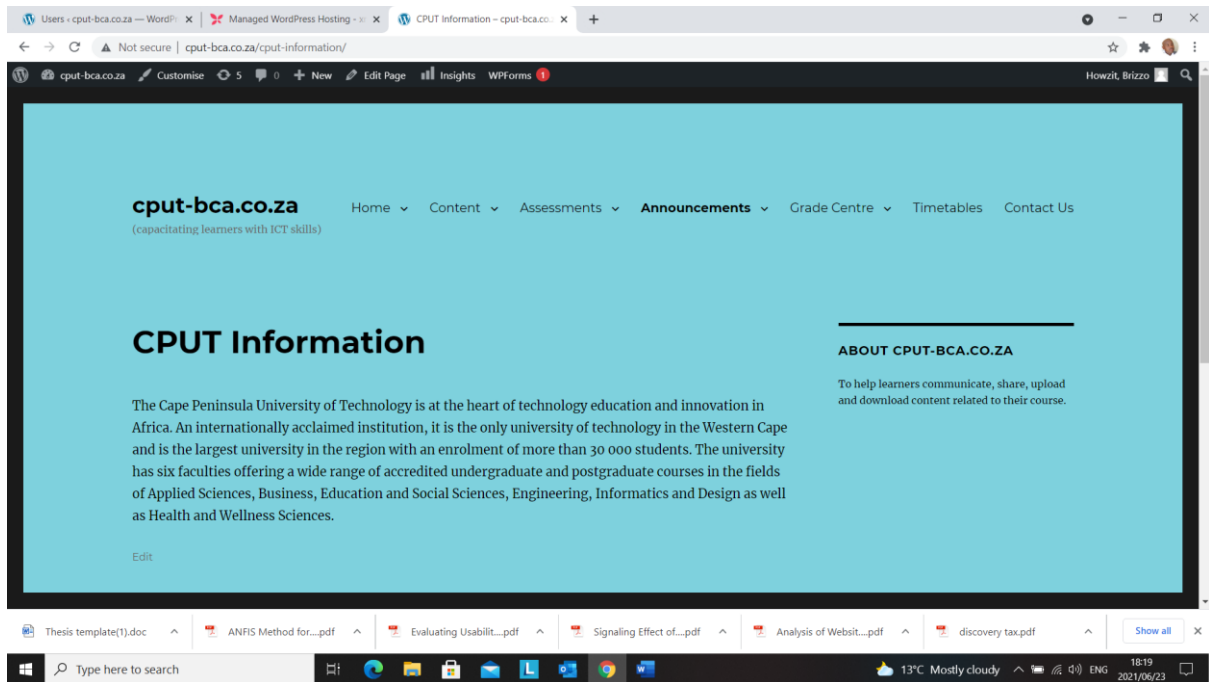 Users ‹ cput-bca.co.za — WordPr
Managed WordPress Hosting - x
CPUT Information – cput-bca.co.z
Not secure | cput-bca.co.za/cput-information/
cput-bca.co.za Customise 5 0 + New Edit Page Insights WPForms 1 Howzit, Brizzo
cput-bca.co.za Home Content Assessments Announcements Grade Centre Timetables Contact Us
(capacitating learners with ICT skills)
CPUT Information
The Cape Peninsula University of Technology is at the heart of technology education and innovation in
Africa. An internationally acclaimed institution, it is the only university of technology in the Western Cape
and is the largest university in the region with an enrolment of more than 30 000 students. The university
has six faculties offering a wide range of accredited undergraduate and postgraduate courses in the fields
of Applied Sciences, Business, Education and Social Sciences, Engineering, Informatics and Design as well
as Health and Wellness Sciences.
Edit
ABOUT CPUT-BCA.CO.ZA
To help learners communicate, share, upload
and download content related to their course.
Thesis template(1).doc ANFIS Method for....pdf Evaluating Usabilit....pdf Signaling Effect of....pdf Analysis of Websit....pdf discovery tax.pdf Show all
Type here to search L 13°C Mostly cloudy ENG 18:19
2021/06/23